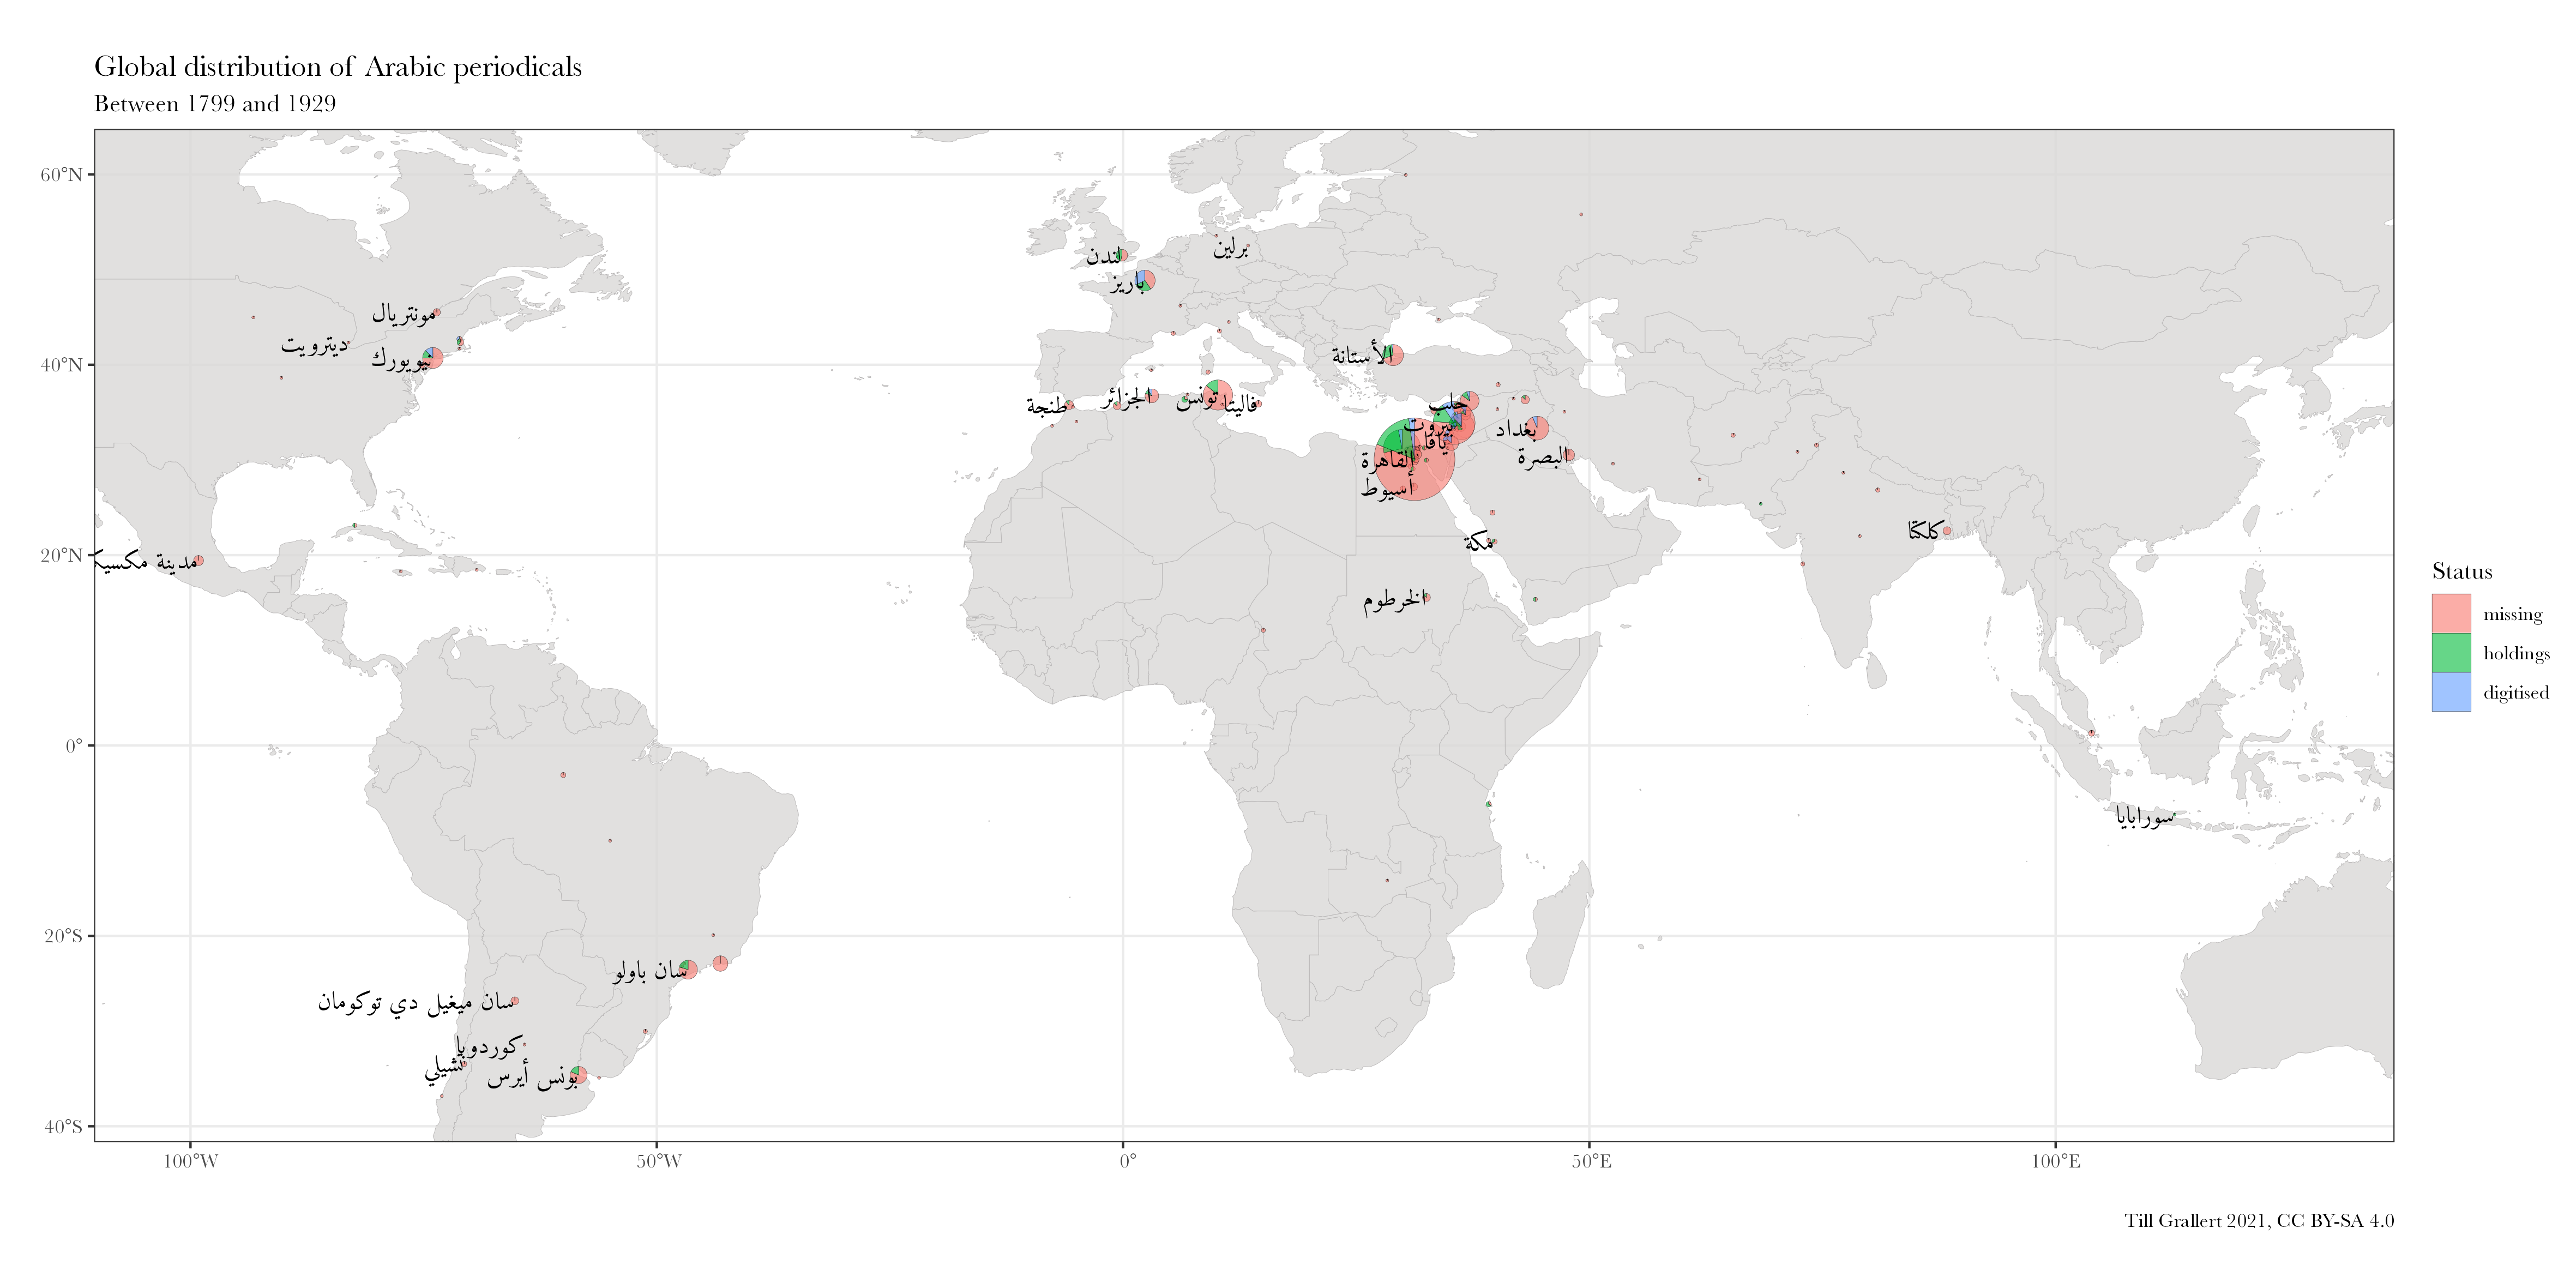 Global distribution of Arabic periodicals
Between 1799 and 1929
60°N
40°N
20°N
0°
20°S
40°S
100°W
50°W
0°
50°E
100°E
برلين
لندن
باريز
مونتريال
ديترويت
نيويورك
الأستانة
طنجة
الجزائر
تونس
فاليتا
حلب
بيروت
يافا
بغداد
البصرة
القاهرة
أسيوط
مكة
كلكتا
مدينة مكسيك
الخرطوم
سورابايا
سان باولو
سان ميغيل دي توكومان
كوردوبا
تشيلي
بونس أيرس
Status
missing
holdings
digitised
Till Grallert 2021, CC BY-SA 4.0